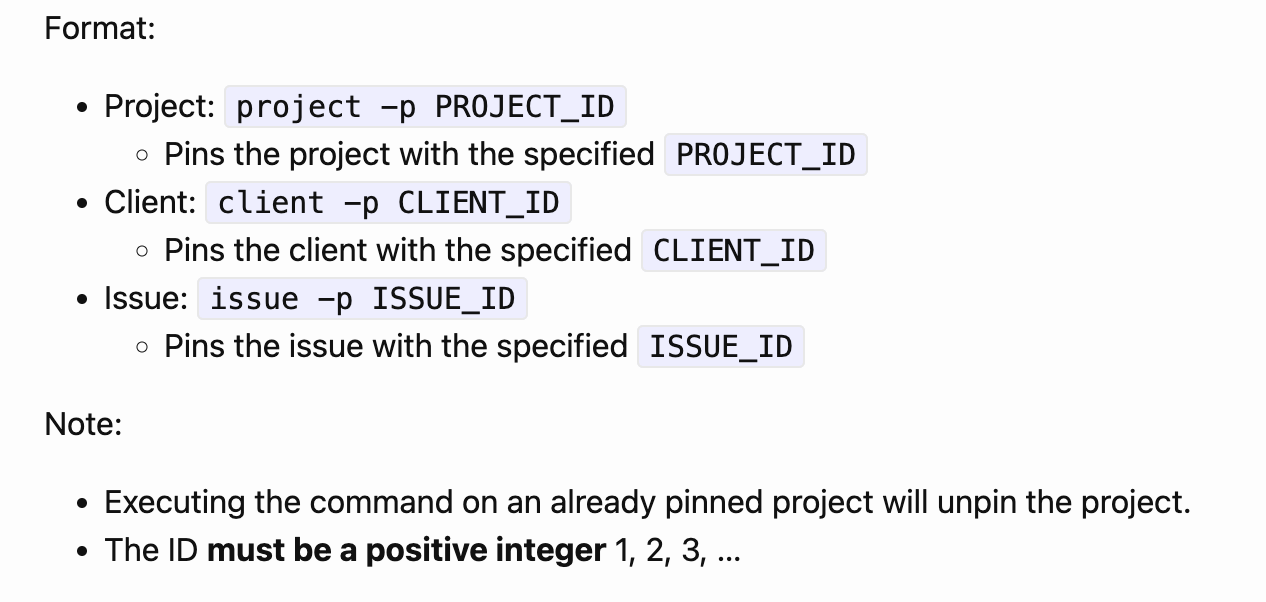 Format:
• Project: project -p PROJECT_ID
◦ Pins the project with the specified PROJECT_ID
• Client: client -p CLIENT_ID
◦ Pins the client with the specified CLIENT_ID
• Issue: issue -p ISSUE_ID
◦ Pins the issue with the specified ISSUE_ID
Note:
• Executing the command on an already pinned project will unpin the project.
• The ID must be a positive integer 1, 2, 3, ...